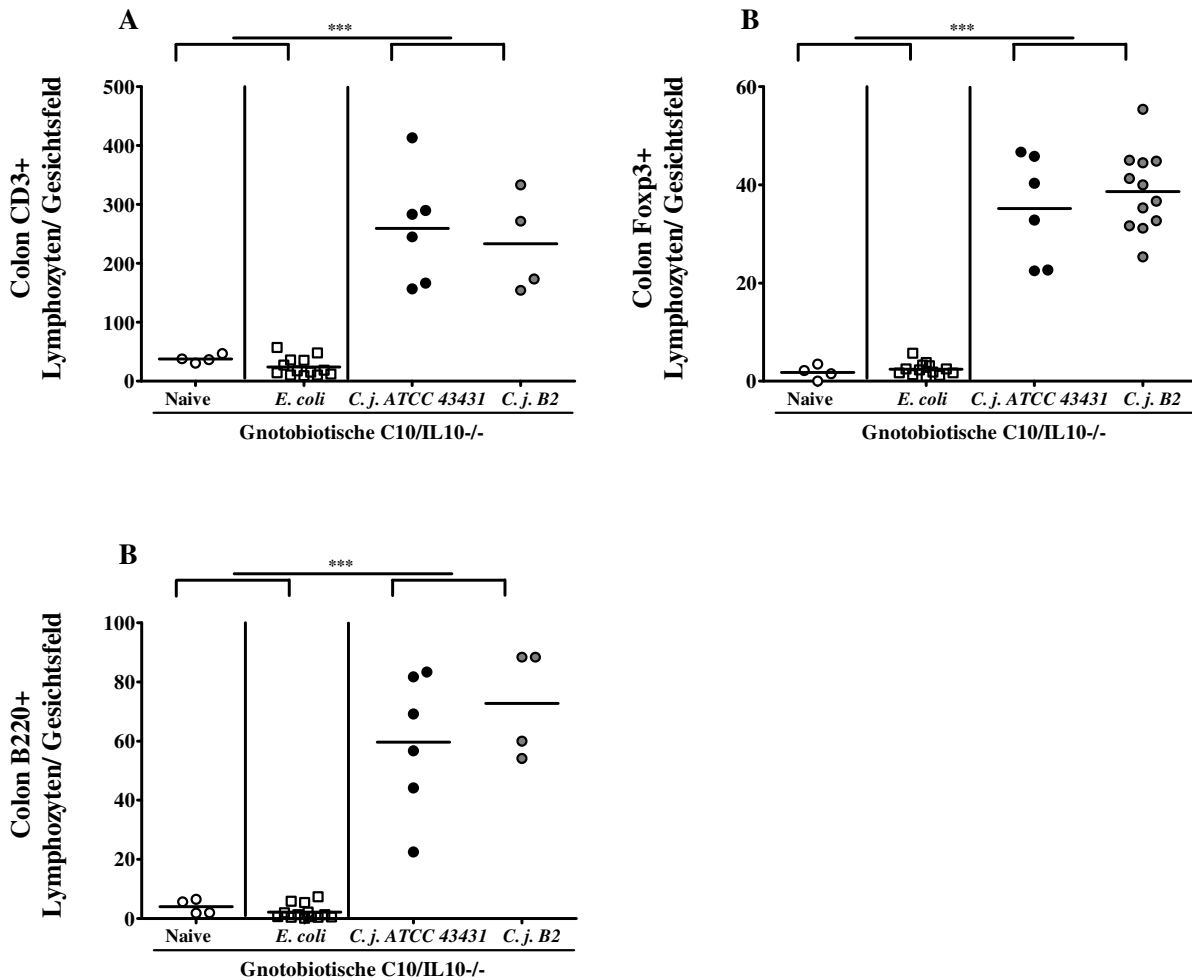 A
***
Colon CD3+
Lymphozyten/ Gesichtsfeld
500
400
300
200
100
0
Naive
E. coli
C. j. ATCC 43431
C. j. B2
Gnotobiotische C10/IL10-/-
B
***
Colon Foxp3+
Lymphozyten/ Gesichtsfeld
60
40
20
0
Naive
E. coli
C. j. ATCC 43431
C. j. B2
Gnotobiotische C10/IL10-/-
B
***
Colon B220+
Lymphozyten/ Gesichtsfeld
100
80
60
40
20
0
Naive
E. coli
C. j. ATCC 43431
C. j. B2
Gnotobiotische C10/IL10-/-